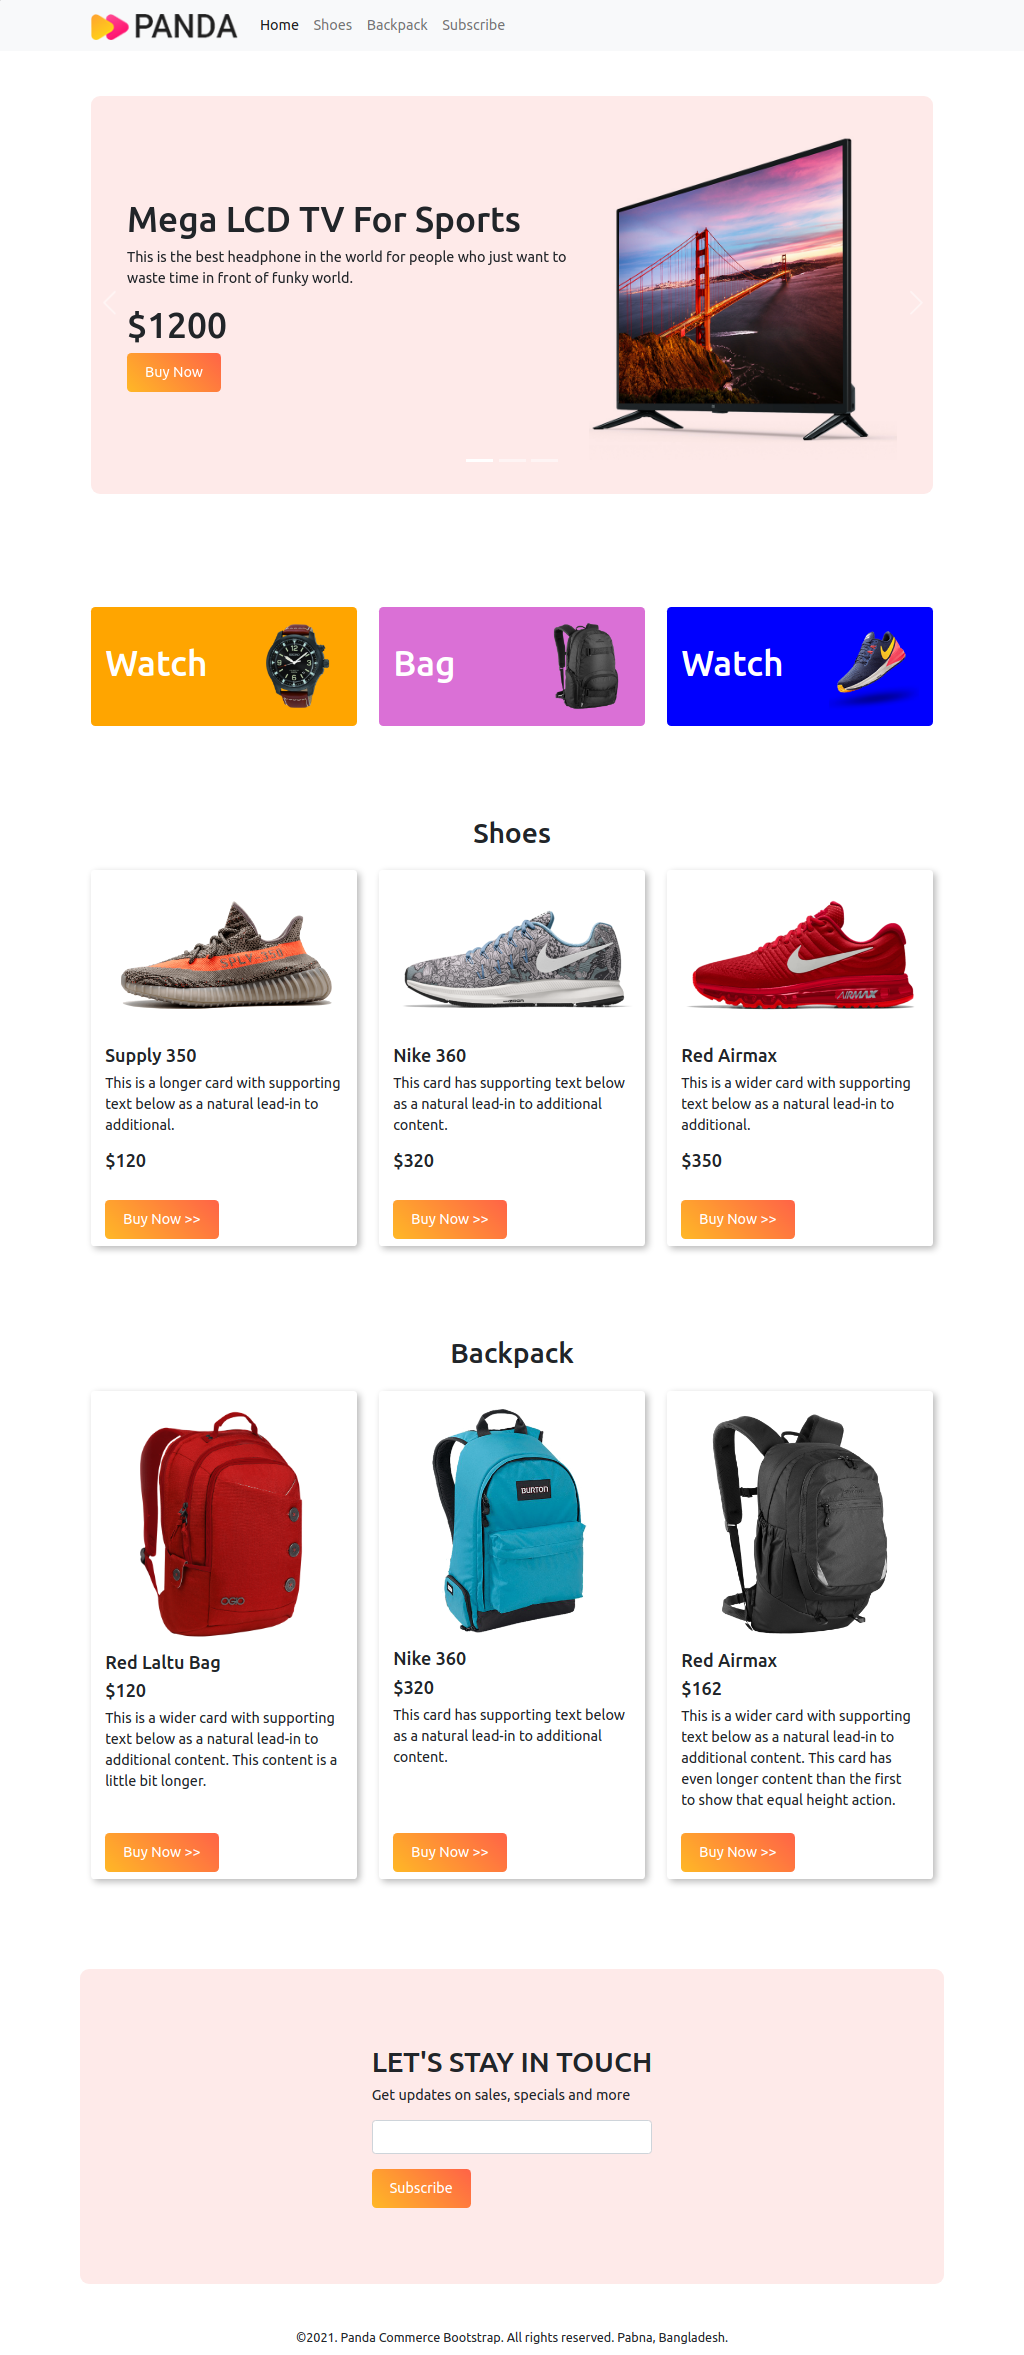 PANDA
Home Shoes Backpack Subscribe
Mega LCD TV For Sports
This is the best headphone in the world for people who just want to
waste time in front of funky world.
$1200
Buy Now
Watch
Bag
Watch
Shoes
SPLY-350
AIRMAX
Supply 350
This is a longer card with supporting
text below as a natural lead-in to
additional.
$120
Buy Now >>
Nike 360
This card has supporting text below
as a natural lead-in to additional
content.
$320
Buy Now >>
Red Airmax
This is a wider card with supporting
text below as a natural lead-in to
additional.
$350
Buy Now >>
Backpack
OGIO
BURTON
Red Laltu Bag
$120
This is a wider card with supporting
text below as a natural lead-in to
additional content. This content is a
little bit longer.
Buy Now >>
Nike 360
$320
This card has supporting text below
as a natural lead-in to additional
content.
Buy Now >>
Red Airmax
$162
This is a wider card with supporting
text below as a natural lead-in to
additional content. This card has
even longer content than the first
to show that equal height action.
Buy Now >>
LET'S STAY IN TOUCH
Get updates on sales, specials and more
Subscribe
©2021. Panda Commerce Bootstrap. All rights reserved. Pabna, Bangladesh.